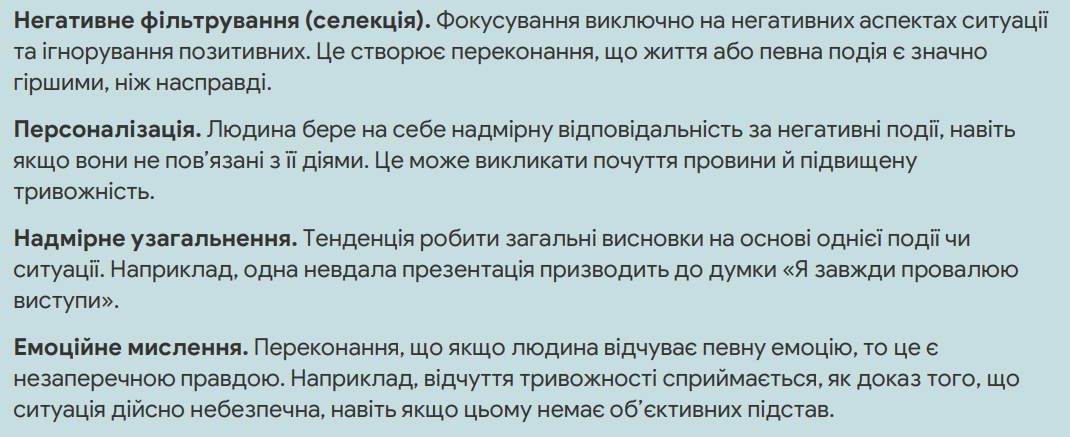 Негативне фільтрування (селекція). Фокусування виключно на негативних аспектах ситуації
та ігнорування позитивних. Це створює переконання, що життя або певна подія є значно
гіршими, ніж насправді.
Персоналізація. Людина бере на себе надмірну відповідальність за негативні події, навіть
якщо вони не пов’язані з її діями. Це може викликати почуття провини й підвищену
тривожність.
Надмірне узагальнення. Тенденція робити загальні висновки на основі однієї події чи
ситуації. Наприклад, одна невдала презентація призводить до думки «Я завжди провалюю
виступи».
Емоційне мислення. Переконання, що якщо людина відчуває певну емоцію, то це є
незаперечною правдою. Наприклад, відчуття тривожності сприймається, як доказ того, що
ситуація дійсно небезпечна, навіть якщо цьому немає об’єктивних підстав.